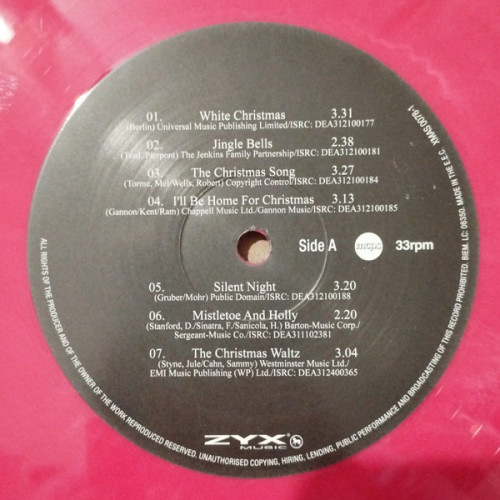 01. White Christmas 3.31
(Berlin) Universal Music Publishing Limited/ISRC: DEA312100177
02. Jingle Bells 2.38
(Trad./Pierpont) The Jenkins Family Partnership/ISRC: DEA312100181
03. The Christmas Song 3.27
(Torme, Mel/Wells, Robert) Copyright Control/ISRC: DEA312100184
04. I'll Be Home For Christmas 3.13
(Gannon/Kent/Ram) Chappell Music Ltd./Gannon Music/ISRC: DEA312100185
Side A mcps 33rpm
05. Silent Night 3.20
(Gruber/Mohr) Public Domain/ISRC: DEA312100188
06. Mistletoe And Holly 2.20
(Stanford, D./Sinatra, F./Sanicola, H.) Barton-Music Corp./
Sergeant-Music Co./ISRC: DEA311102381
07. The Christmas Waltz 3.04
(Styne, Jule/Cahn, Sammy) Westminster Music Ltd./
EMI Music Publishing (WP) Ltd./ISRC: DEA312400365
ZYX
MUSIC
ALL RIGHTS OF THE PRODUCER AND OF THE OWNER OF THE WORK REPRODUCED RESERVED. UNAUTHORISED COPYING, HIRING, LENDING, PUBLIC PERFORMANCE AND BROADCASTING OF THIS RECORD PROHIBITED. BIEM. LC: 06350. MADE IN THE E.E.C. XMAS 0078-1